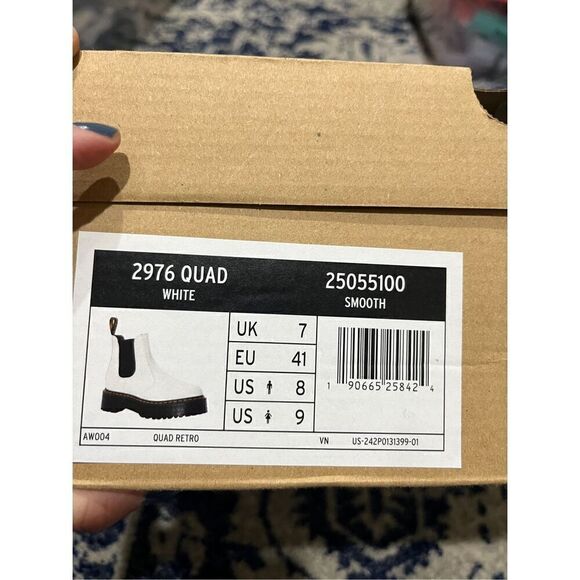 2976 QUAD
WHITE
25055100
SMOOTH
UK 7
EU 41
US 8
US 9
1 90665 25842 4
AW004 QUAD RETRO VN US-242P0131399-01